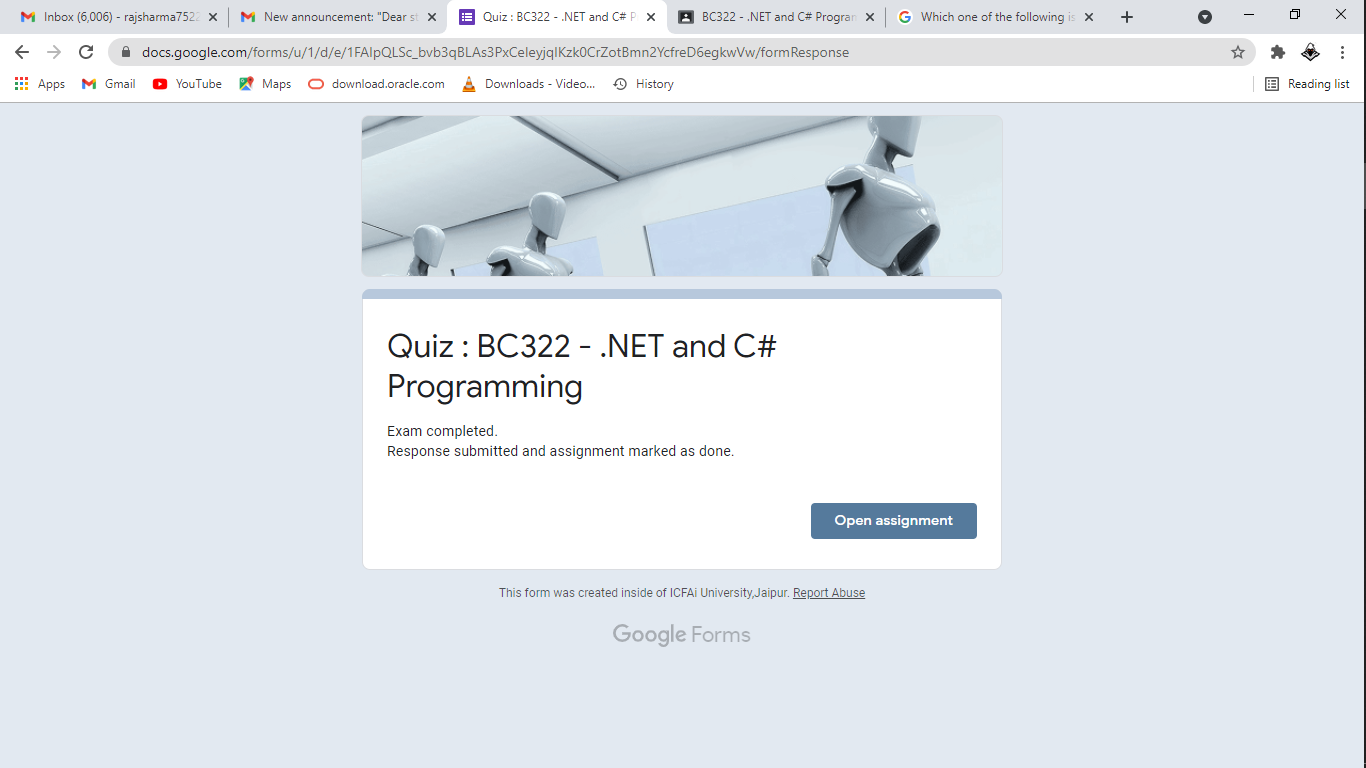 Inbox (6,006) - rajsharma752
New announcement: "Dear st
Quiz : BC322 - .NET and C# P
BC322 - .NET and C# Program
Which one of the following is
docs.google.com/forms/u/1/d/e/1FAIpQLSc_bvb3qBLAs3PxCeleyjqIKzk0CrZotBmn2YcfreD6egkwVw/formResponse
Apps
Gmail
YouTube
Maps
download.oracle.com
Downloads - Video...
History
Reading list
Quiz : BC322 - .NET and C#
Programming
Exam completed.
Response submitted and assignment marked as done.
Open assignment
This form was created inside of ICFAi University,Jaipur. Report Abuse
Google Forms